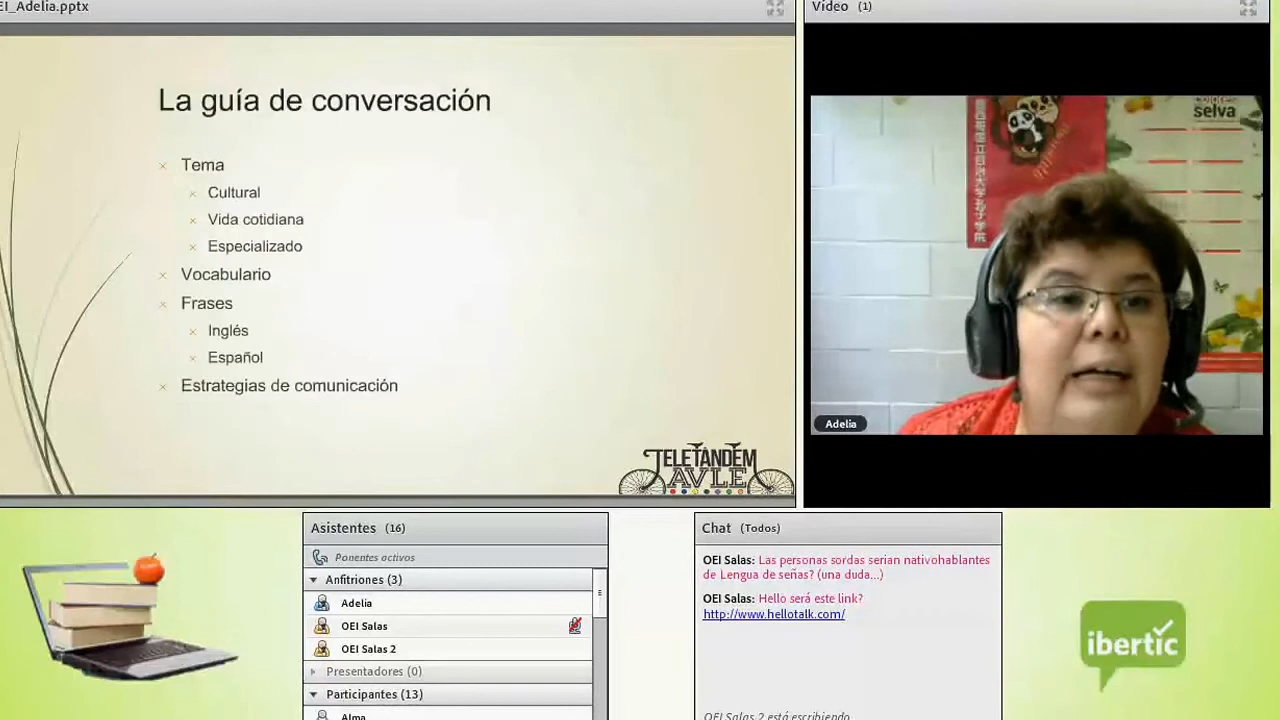 OEI_Adelia.pptx
La guía de conversación
Tema
Cultural
Vida cotidiana
Especializado
Vocabulario
Frases
Inglés
Español
Estrategias de comunicación
TELETÁNDEM
AVLE
Vídeo (1)
selva
Adelia
Asistentes (16)
Ponentes activos
Anfitriones (3)
Adelia
OEI Salas
OEI Salas 2
Presentadores (0)
Participantes (13)
Alma
Chat (Todos)
OEI Salas: Las personas sordas serian nativohablantes
de Lengua de señas? (una duda...)
OEI Salas: Hello será este link?
http://www.hellotalk.com/
OEI Salas 2 está escribiendo
ibertic